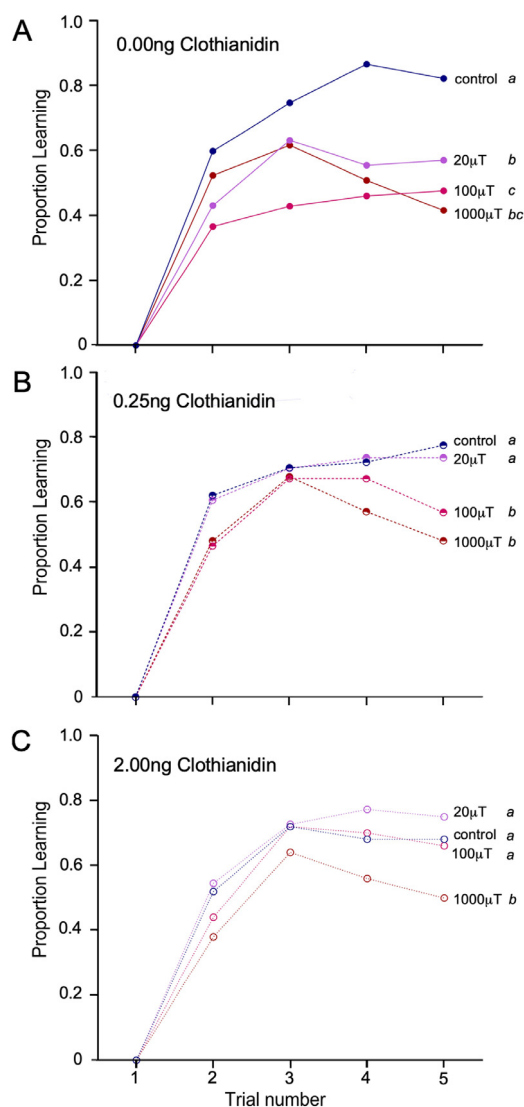 A
0.00ng Clothianidin
Proportion Learning
1.0
0.8
0.6
0.4
0.2
0
control a
20µT b
100µT c
1000µT bc
B
0.25ng Clothianidin
Proportion Learning
1.0
0.8
0.6
0.4
0.2
0
control a
20µT a
100µT b
1000µT b
C
2.00ng Clothianidin
Proportion Learning
1.0
0.8
0.6
0.4
0.2
0
20µT a
control a
100µT a
1000µT b
1 2 3 4 5
Trial number